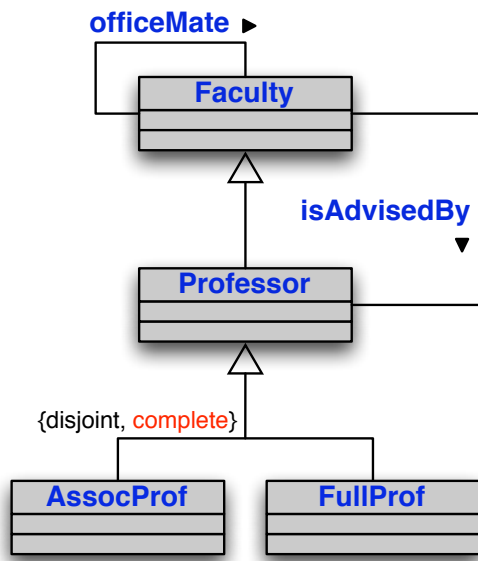 officeMate ▶
Faculty
isAdvisedBy
▼
Professor
{disjoint, complete}
AssocProf
FullProf